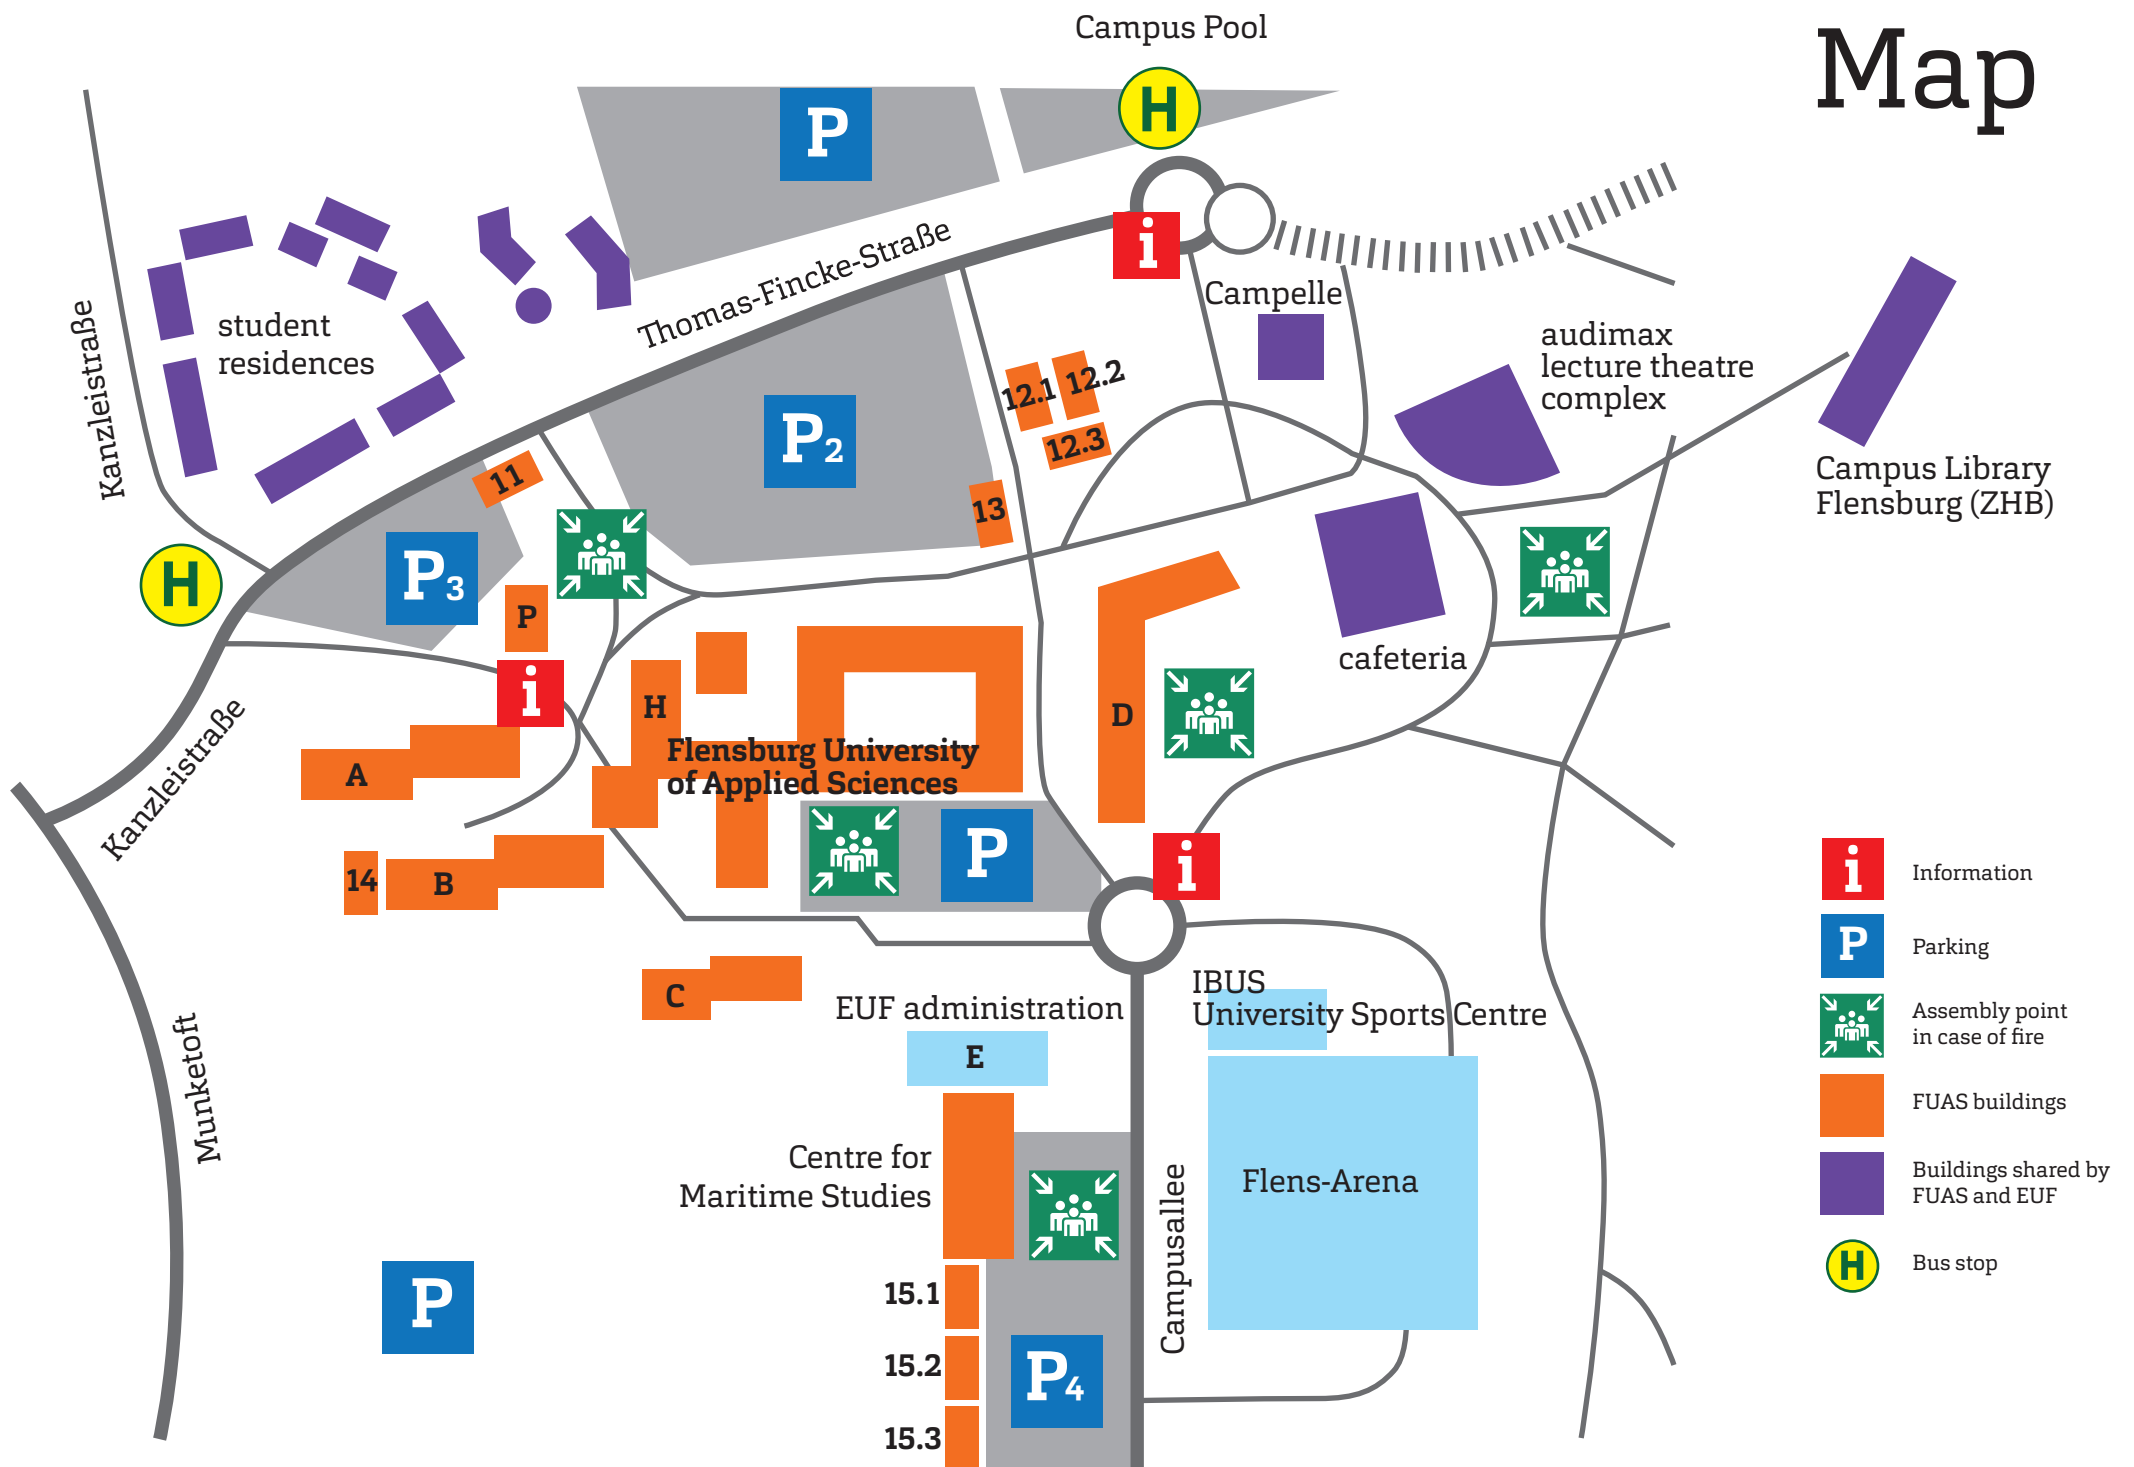 Campus Pool
Map
H
P
Thomas-Fincke-Straße
i
Campelle
Kanzleistraße
student
residences
audimax
lecture theatre
complex
12.1
12.2
12.3
P2
Campus Library
Flensburg (ZHB)
11
13
P3
H
P
cafeteria
i
H
D
Kanzleistraße
A
Flensburg University
of Applied Sciences
14
B
P
i
C
EUF administration
IBUS
University Sports Centre
E
Munketoft
Centre for
Maritime Studies
Campusallee
Flens-Arena
P
15.1
15.2
P4
15.3
i
Information
P
Parking
Assembly point
in case of fire
FUAS buildings
Buildings shared by
FUAS and EUF
H
Bus stop